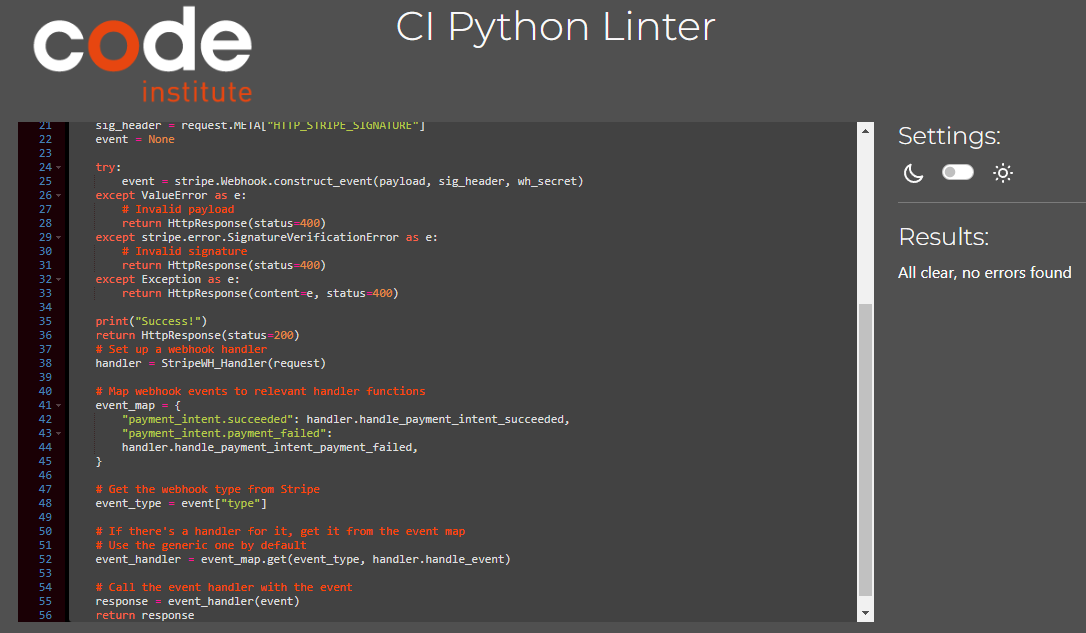 code
institute
CI Python Linter
21 sig_header = request.META["HTTP_STRIPE_SIGNATURE"]
22 event = None
23
24 try:
25 event = stripe.Webhook.construct_event(payload, sig_header, wh_secret)
26 except ValueError as e:
27 # Invalid payload
28 return HttpResponse(status=400)
29 except stripe.error.SignatureVerificationError as e:
30 # Invalid signature
31 return HttpResponse(status=400)
32 except Exception as e:
33 return HttpResponse(content=e, status=400)
34
35 print("Success!")
36 return HttpResponse(status=200)
37 # Set up a webhook handler
38 handler = StripeWH_Handler(request)
39
40 # Map webhook events to relevant handler functions
41 event_map = {
42 "payment_intent.succeeded": handler.handle_payment_intent_succeeded,
43 "payment_intent.payment_failed":
44 handler.handle_payment_intent_payment_failed,
45 }
46
47 # Get the webhook type from Stripe
48 event_type = event["type"]
49
50 # If there's a handler for it, get it from the event map
51 # Use the generic one by default
52 event_handler = event_map.get(event_type, handler.handle_event)
53
54 # Call the event handler with the event
55 response = event_handler(event)
56 return response
Settings:
Results:
All clear, no errors found